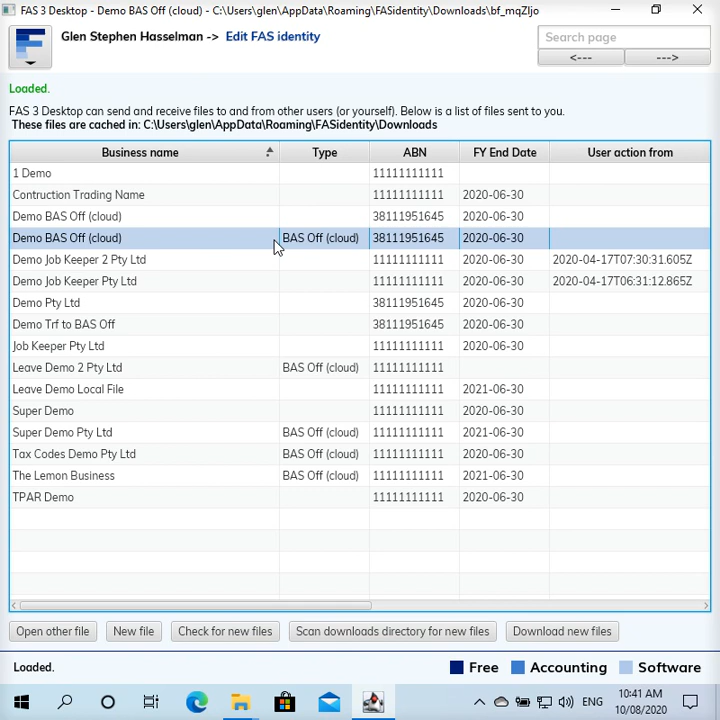 FAS 3 Desktop - Demo BAS Off (cloud) - C:\Users\glen\AppData\Roaming\FASidentity\Downloads\bf_mqZIjo
Glen Stephen Hasselman -> Edit FAS identity
Search page
<--- --->
Loaded.
FAS 3 Desktop can send and receive files to and from other users (or yourself). Below is a list of files sent to you.
These files are cached in: C:\Users\glen\AppData\Roaming\FASidentity\Downloads
Business name Type ABN FY End Date User action from
1 Demo 11111111111
Contruction Trading Name 11111111111 2020-06-30
Demo BAS Off (cloud) 38111951645 2020-06-30
Demo BAS Off (cloud) BAS Off (cloud) 38111951645 2020-06-30
Demo Job Keeper 2 Pty Ltd 11111111111 2020-06-30 2020-04-17T07:30:31.605Z
Demo Job Keeper Pty Ltd 11111111111 2020-06-30 2020-04-17T06:31:12.865Z
Demo Pty Ltd 38111951645 2020-06-30
Demo Trf to BAS Off 38111951645 2020-06-30
Job Keeper Pty Ltd 11111111111 2020-06-30
Leave Demo 2 Pty Ltd BAS Off (cloud) 11111111111
Leave Demo Local File 11111111111 2021-06-30
Super Demo 11111111111 2020-06-30
Super Demo Pty Ltd BAS Off (cloud) 11111111111 2021-06-30
Tax Codes Demo Pty Ltd BAS Off (cloud) 11111111111 2020-06-30
The Lemon Business BAS Off (cloud) 11111111111 2021-06-30
TPAR Demo 11111111111 2020-06-30
Open other file New file Check for new files Scan downloads directory for new files Download new files
Loaded. Free Accounting Software
ENG 10:41 AM
10/08/2020